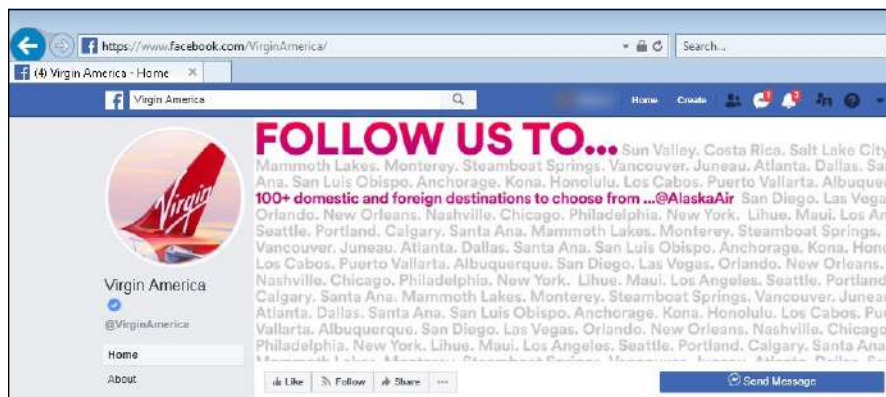 https://www.facebook.com/VirginAmerica/
Search...
(4) Virgin America - Home
Virgin America
Home
Create
FOLLOW US TO... Sun Valley. Costa Rica. Salt Lake City
Mammoth Lakes. Monterey. Steamboat Springs. Vancouver. Juneau. Atlanta. Dallas. Sa
Ana. San Luis Obispo. Anchorage. Kona. Honolulu. Los Cabos. Puerto Vallarta. Albuquer
100+ domestic and foreign destinations to choose from ...@AlaskaAir San Diego. Las Vega
Orlando. New Orleans. Nashville. Chicago. Philadelphia. New York. Lihue. Maui. Los An
Seattle. Portland. Calgary. Santa Ana. Mammoth Lakes. Monterey. Steamboat Springs.
Vancouver. Juneau. Atlanta. Dallas. Santa Ana. San Luis Obispo. Anchorage. Kona. Hono
Los Cabos. Puerto Vallarta. Albuquerque. San Diego. Las Vegas. Orlando. New Orleans.
Nashville. Chicago. Philadelphia. New York. Lihue. Maui. Los Angeles. Seattle. Portland
Calgary. Santa Ana. Mammoth Lakes. Monterey. Steamboat Springs. Vancouver. Junea
Atlanta. Dallas. Santa Ana. San Luis Obispo. Anchorage. Kona. Honolulu. Los Cabos. Pue
Vallarta. Albuquerque. San Diego. Las Vegas. Orlando. New Orleans. Nashville. Chicago
Philadelphia. New York. Lihue. Maui. Los Angeles. Seattle. Portland. Calgary. Santa Ana
Virgin
Virgin America
@VirginAmerica
Home
About
Like
Follow
Share
Send Message